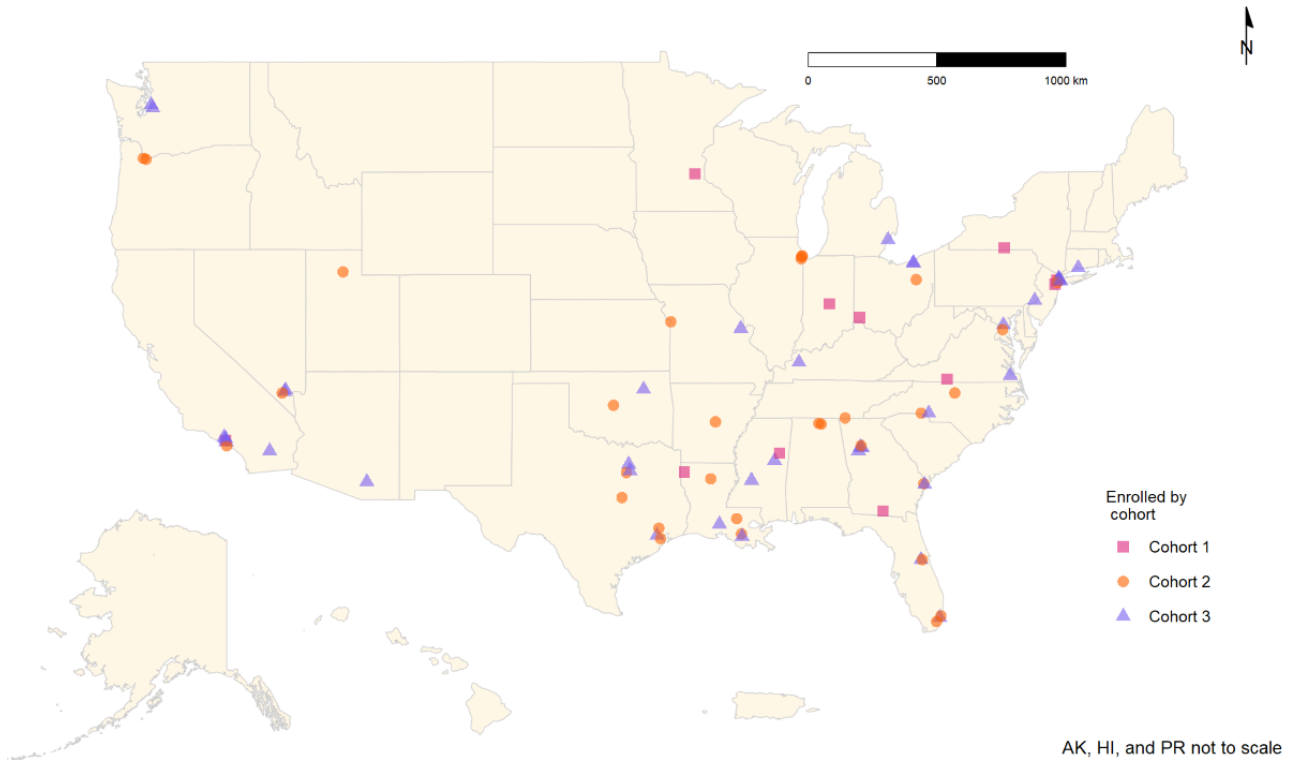 N
0 500 1000 km
Enrolled by
cohort
Cohort 1
Cohort 2
Cohort 3
AK, HI, and PR not to scale